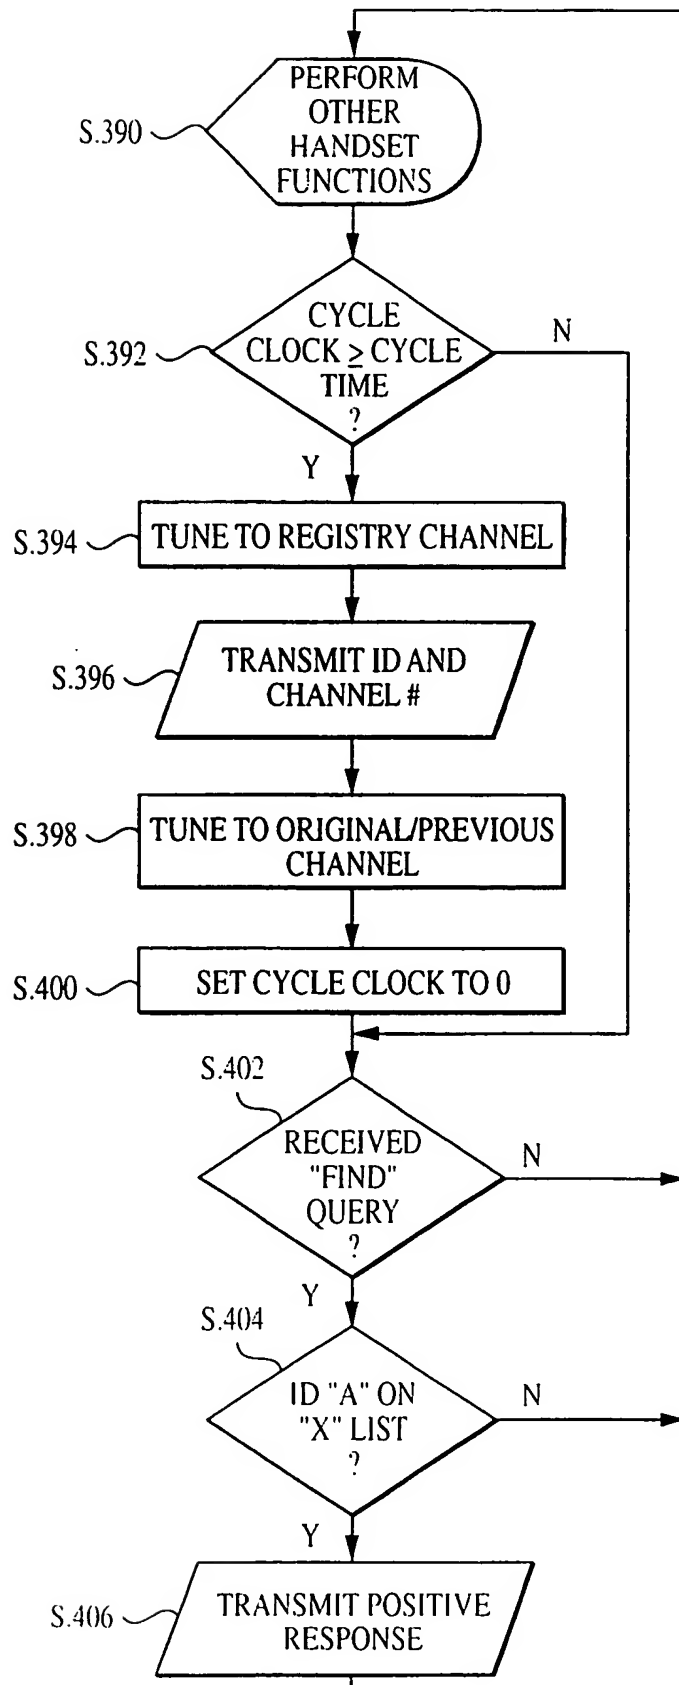 PERFORM
OTHER
HANDSET
FUNCTIONS
S.390
CYCLE
CLOCK ≥ CYCLE
TIME
?
S.392
N
Y
S.394
TUNE TO REGISTRY CHANNEL
S.396
TRANSMIT ID AND
CHANNEL #
S.398
TUNE TO ORIGINAL/PREVIOUS
CHANNEL
S.400
SET CYCLE CLOCK TO 0
S.402
RECEIVED
"FIND"
QUERY
?
N
Y
S.404
ID "A" ON
"X" LIST
?
N
Y
S.406
TRANSMIT POSITIVE
RESPONSE